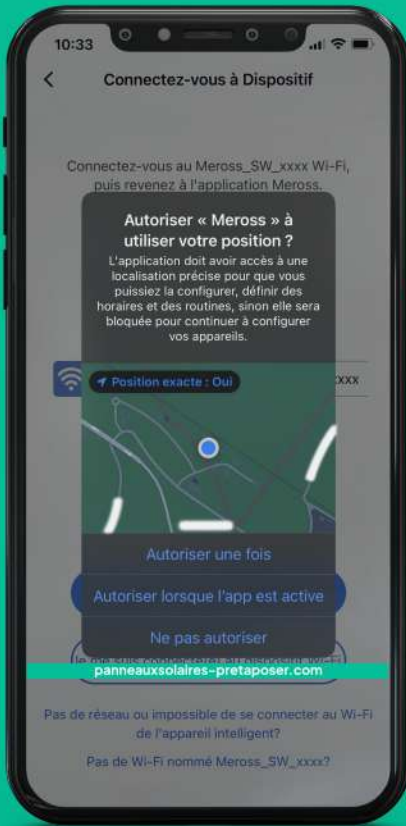 10:33
Connectez-vous à Dispositif
Connectez-vous au Meross_SW_xxxx Wi-Fi,
puis revenez à l'application Meross.
Autoriser « Meross » à
utiliser votre position ?
L'application doit avoir accès à une
localisation précise pour que vous
puissiez la configurer, définir des
horaires et des routines, sinon elle sera
bloquée pour continuer à configurer
vos appareils.
Position exacte : Oui
xxx
Autoriser une fois
Autoriser lorsque l'app est active
Ne pas autoriser
panneauxsolaires-pretaposer.com
Pas de réseau ou impossible de se connecter au Wi-Fi
de l'appareil intelligent?
Pas de Wi-Fi nommé Meross_SW_xxxx?